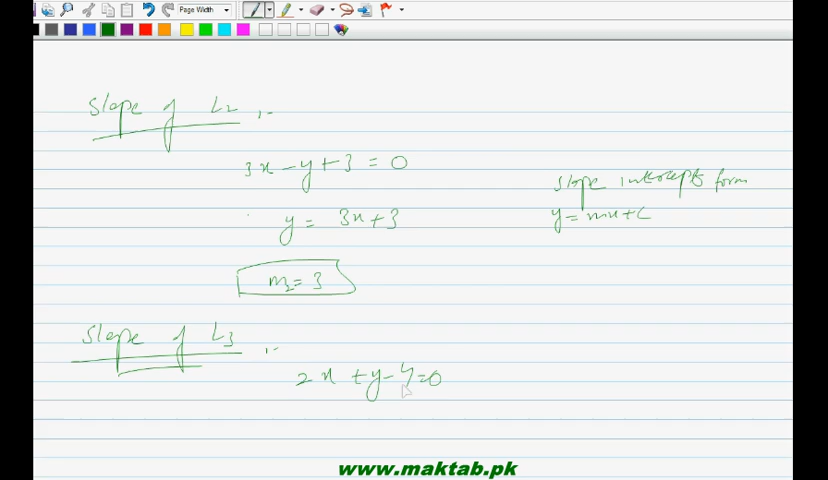 Page Width
Slope of L2 :-
3x - y + 3 = 0
slope intercepts form
y = mx + c
y = 3x + 3
m2 = 3
Slope of L3 :-
2x + y - 4 = 0
www.maktab.pk